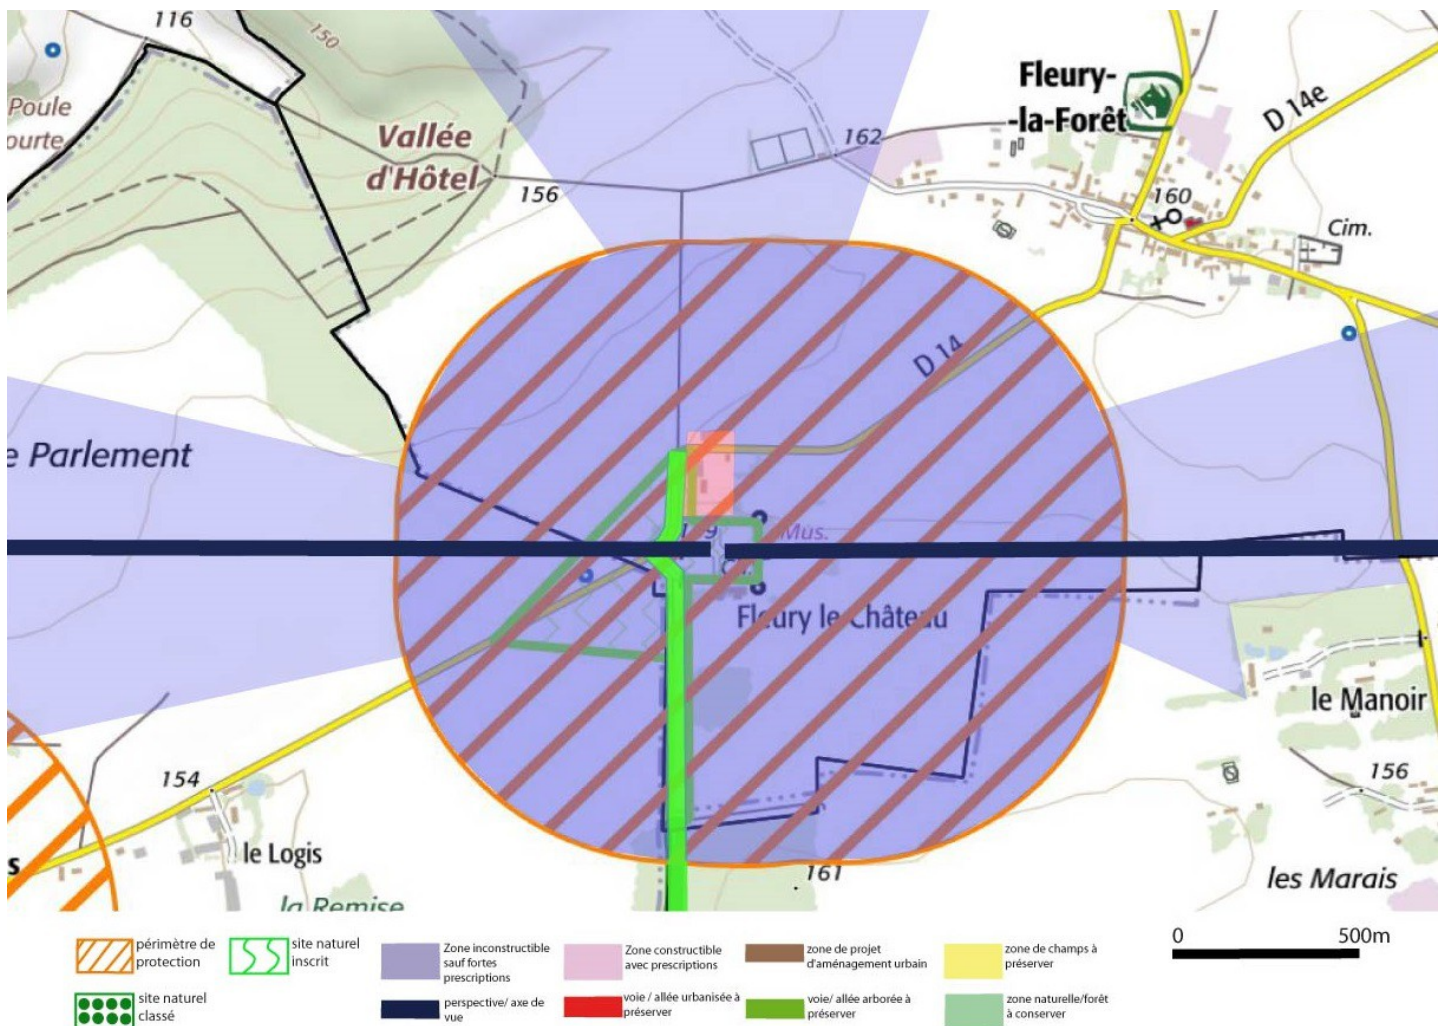 116
150
Poule
ourte
Vallée
d'Hôtel
156
162
Fleury-
-la-Forêt
D 14e
160
Cim.
D 14
e Parlement
Mus.
Fleury le Château
le Manoir
154
156
s
le Logis
161
les Marais
la Remise
périmètre de
protection
site naturel
inscrit
Zone inconstructible
sauf fortes
prescriptions
Zone constructible
avec prescriptions
zone de projet
d'aménagement urbain
zone de champs à
préserver
0
500m
site naturel
classé
perspective/ axe de
vue
voie / allée urbanisée à
préserver
voie/ allée arborée à
préserver
zone naturelle/forêt
à conserver